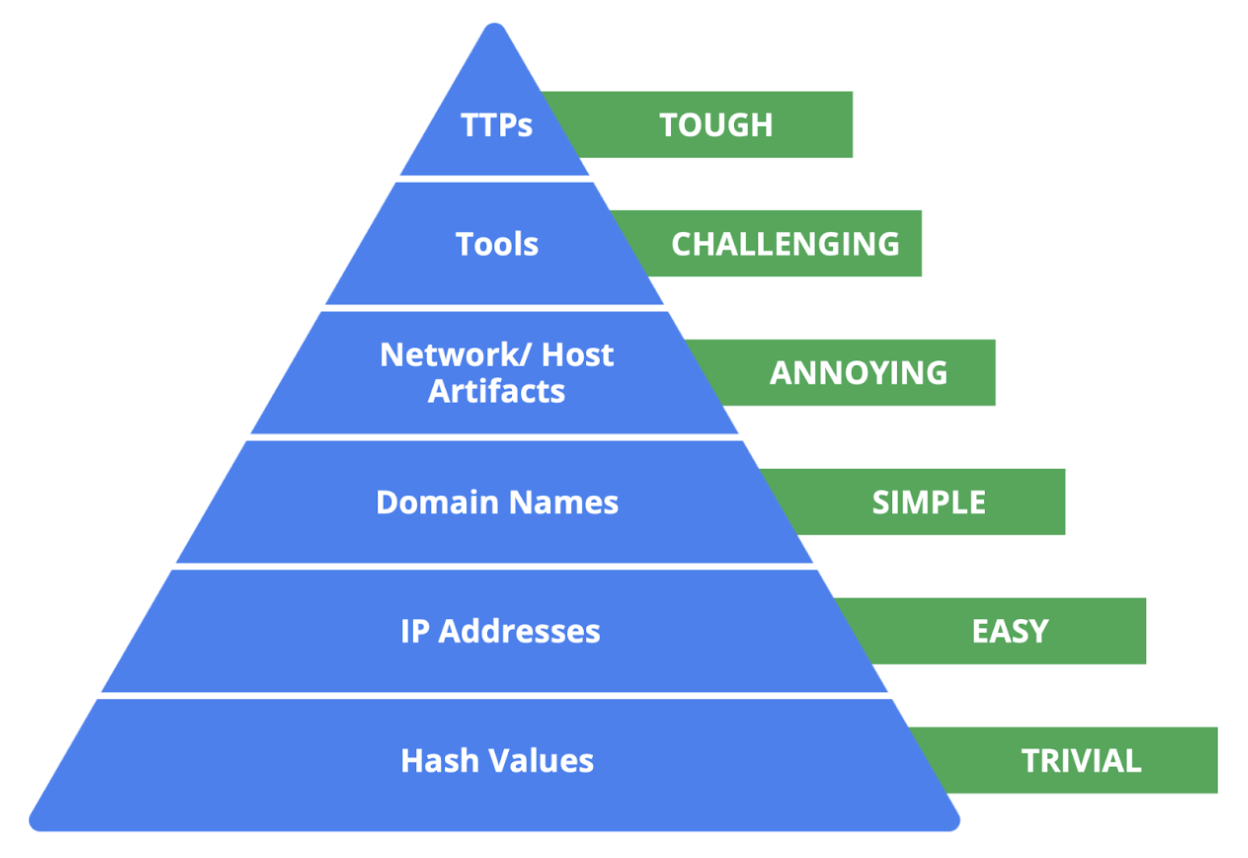 TTPs
TOUGH
Tools
CHALLENGING
Network/ Host
Artifacts
ANNOYING
Domain Names
SIMPLE
IP Addresses
EASY
Hash Values
TRIVIAL